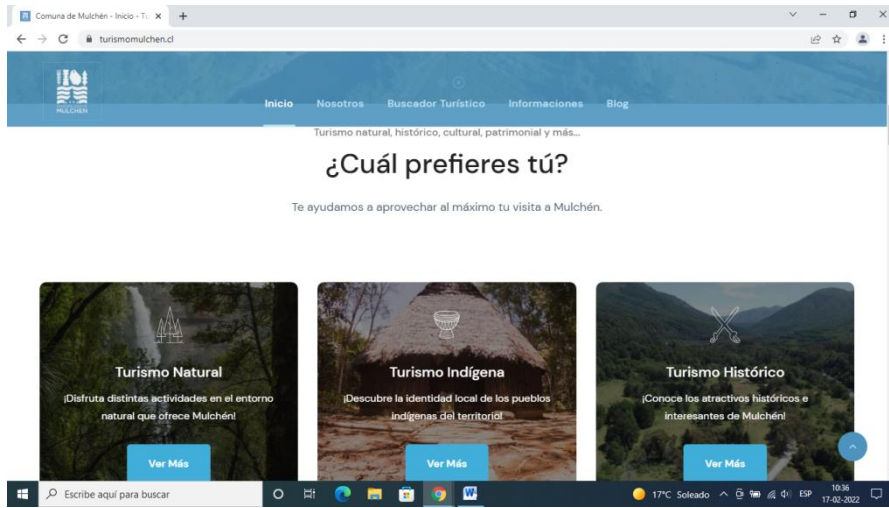 Comuna de Mulchén - Inicio - Tu
turismomulchen.cl
MULCHÉN
Inicio Nosotros Buscador Turístico Informaciones Blog
Turismo natural, histórico, cultural, patrimonial y más...
¿Cuál prefieres tú?
Te ayudamos a aprovechar al máximo tu visita a Mulchén.
Turismo Natural
¡Disfruta distintas actividades en el entorno
natural que ofrece Mulchén!
Ver Más
Turismo Indígena
¡Descubre la identidad local de los pueblos
indígenas del territorio!
Ver Más
Turismo Histórico
¡Conoce los atractivos históricos e
interesantes de Mulchén!
Ver Más
Escribe aquí para buscar
W
17°C Soleado
ESP
10:36
17-02-2022